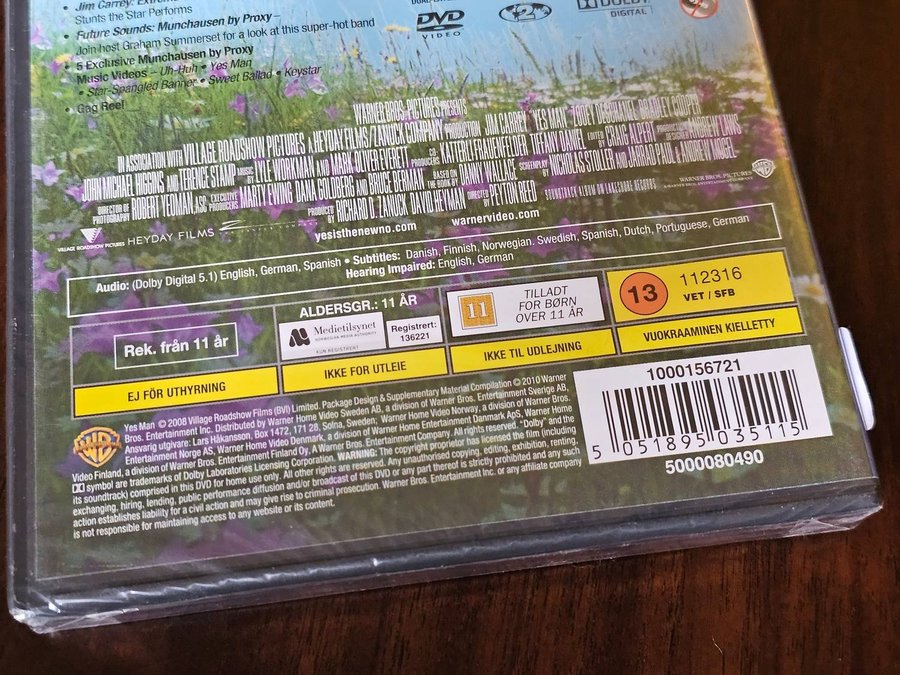 • Jim Carrey: Extreme
Stunts the Star Performs
• Future Sounds: Munchausen by Proxy –
Join host Graham Summerset for a look at this super-hot band
• 5 Exclusive Munchausen by Proxy
Music Videos – Uh-Huh • Yes Man
• Star-Spangled Banner • Sweet Ballad • Keystar
• Gag Reel
DVD
VIDEO
2
DOLBY
DIGITAL
WARNER BROS. PICTURES PRESENTS
IN ASSOCIATION WITH VILLAGE ROADSHOW PICTURES A HEYDAY FILMS/ZANUCK COMPANY PRODUCTION JIM CARREY "YES MAN" ZOOEY DESCHANEL BRADLEY COOPER
JOHN MICHAEL HIGGINS AND TERENCE STAMP MUSIC BY LYLE WORKMAN AND MARK OLIVER EVERETT CO-PRODUCERS KATTERLI FRAUENFELDER TIFFANY DANIEL EDITED BY CRAIG ALPERT PRODUCTION DESIGNER ANDREW LAWS
DIRECTOR OF PHOTOGRAPHY ROBERT YEOMAN, ASC EXECUTIVE PRODUCERS MARTY EWING DANA GOLDBERG AND BRUCE BERMAN BASED ON THE BOOK BY DANNY WALLACE SCREENPLAY BY NICHOLAS STOLLER AND JARRAD PAUL & ANDREW MOGEL
PRODUCED BY RICHARD D. ZANUCK DAVID HEYMAN DIRECTED BY PEYTON REED
SOUNDTRACK ALBUM ON LAKESHORE RECORDS
WARNER BROS. PICTURES
VILLAGE ROADSHOW PICTURES HEYDAY FILMS
yesisthenewno.com warnervideo.com
Audio: (Dolby Digital 5.1) English, German, Spanish • Subtitles: Danish, Finnish, Norwegian. Swedish, Spanish, Dutch, Portuguese, German
Hearing Impaired: English, German
Rek. från 11 år
EJ FÖR UTHYRNING
ALDERSGR.: 11 ÅR
Medietilsynet
NORWEGIAN MEDIA AUTHORITY
KUN REGISTRERT
Registrert:
136221
IKKE FOR UTLEIE
11
TILLADT
FOR BØRN
OVER 11 ÅR
IKKE TIL UDLEJNING
13
112316
VET / SFB
VUOKRAAMINEN KIELLETTY
Yes Man © 2008 Village Roadshow Films (BVI) Limited. Package Design & Supplementary Material Compilation © 2010 Warner
Bros. Entertainment Inc. Distributed by Warner Home Video Sweden AB, a division of Warner Bros. Entertainment Sverige AB,
Ansvarig utgivare: Lars Håkansson, Box 1472, 171 28. Solna, Sweden; Warner Home Video Norway, a division of Warner Bros.
Entertainment Norge AS, Warner Home Video Denmark, a division of Warner Bros. Entertainment Danmark ApS, Warner Home
Video Finland, a division of Warner Bros. Entertainment Finland Oy, a Warner Entertainment Company. All rights reserved. "Dolby" and the
symbol are trademarks of Dolby Laboratories Licensing Corporation. WARNING: The copyright proprietor has licensed the film (including
its soundtrack) comprised in this DVD for home use only. All other rights are reserved. Any unauthorised copying, editing, exhibition, renting,
exchanging, hiring, lending, public performance diffusion and/or broadcast of this DVD or any part thereof is strictly prohibited and any such
action establishes liability for a civil action and may give rise to criminal prosecution. Warner Bros. Entertainment Inc. or any affiliate company
is not responsible for maintaining access to any website or its content.
1000156721
5 051895 035115
5000080490